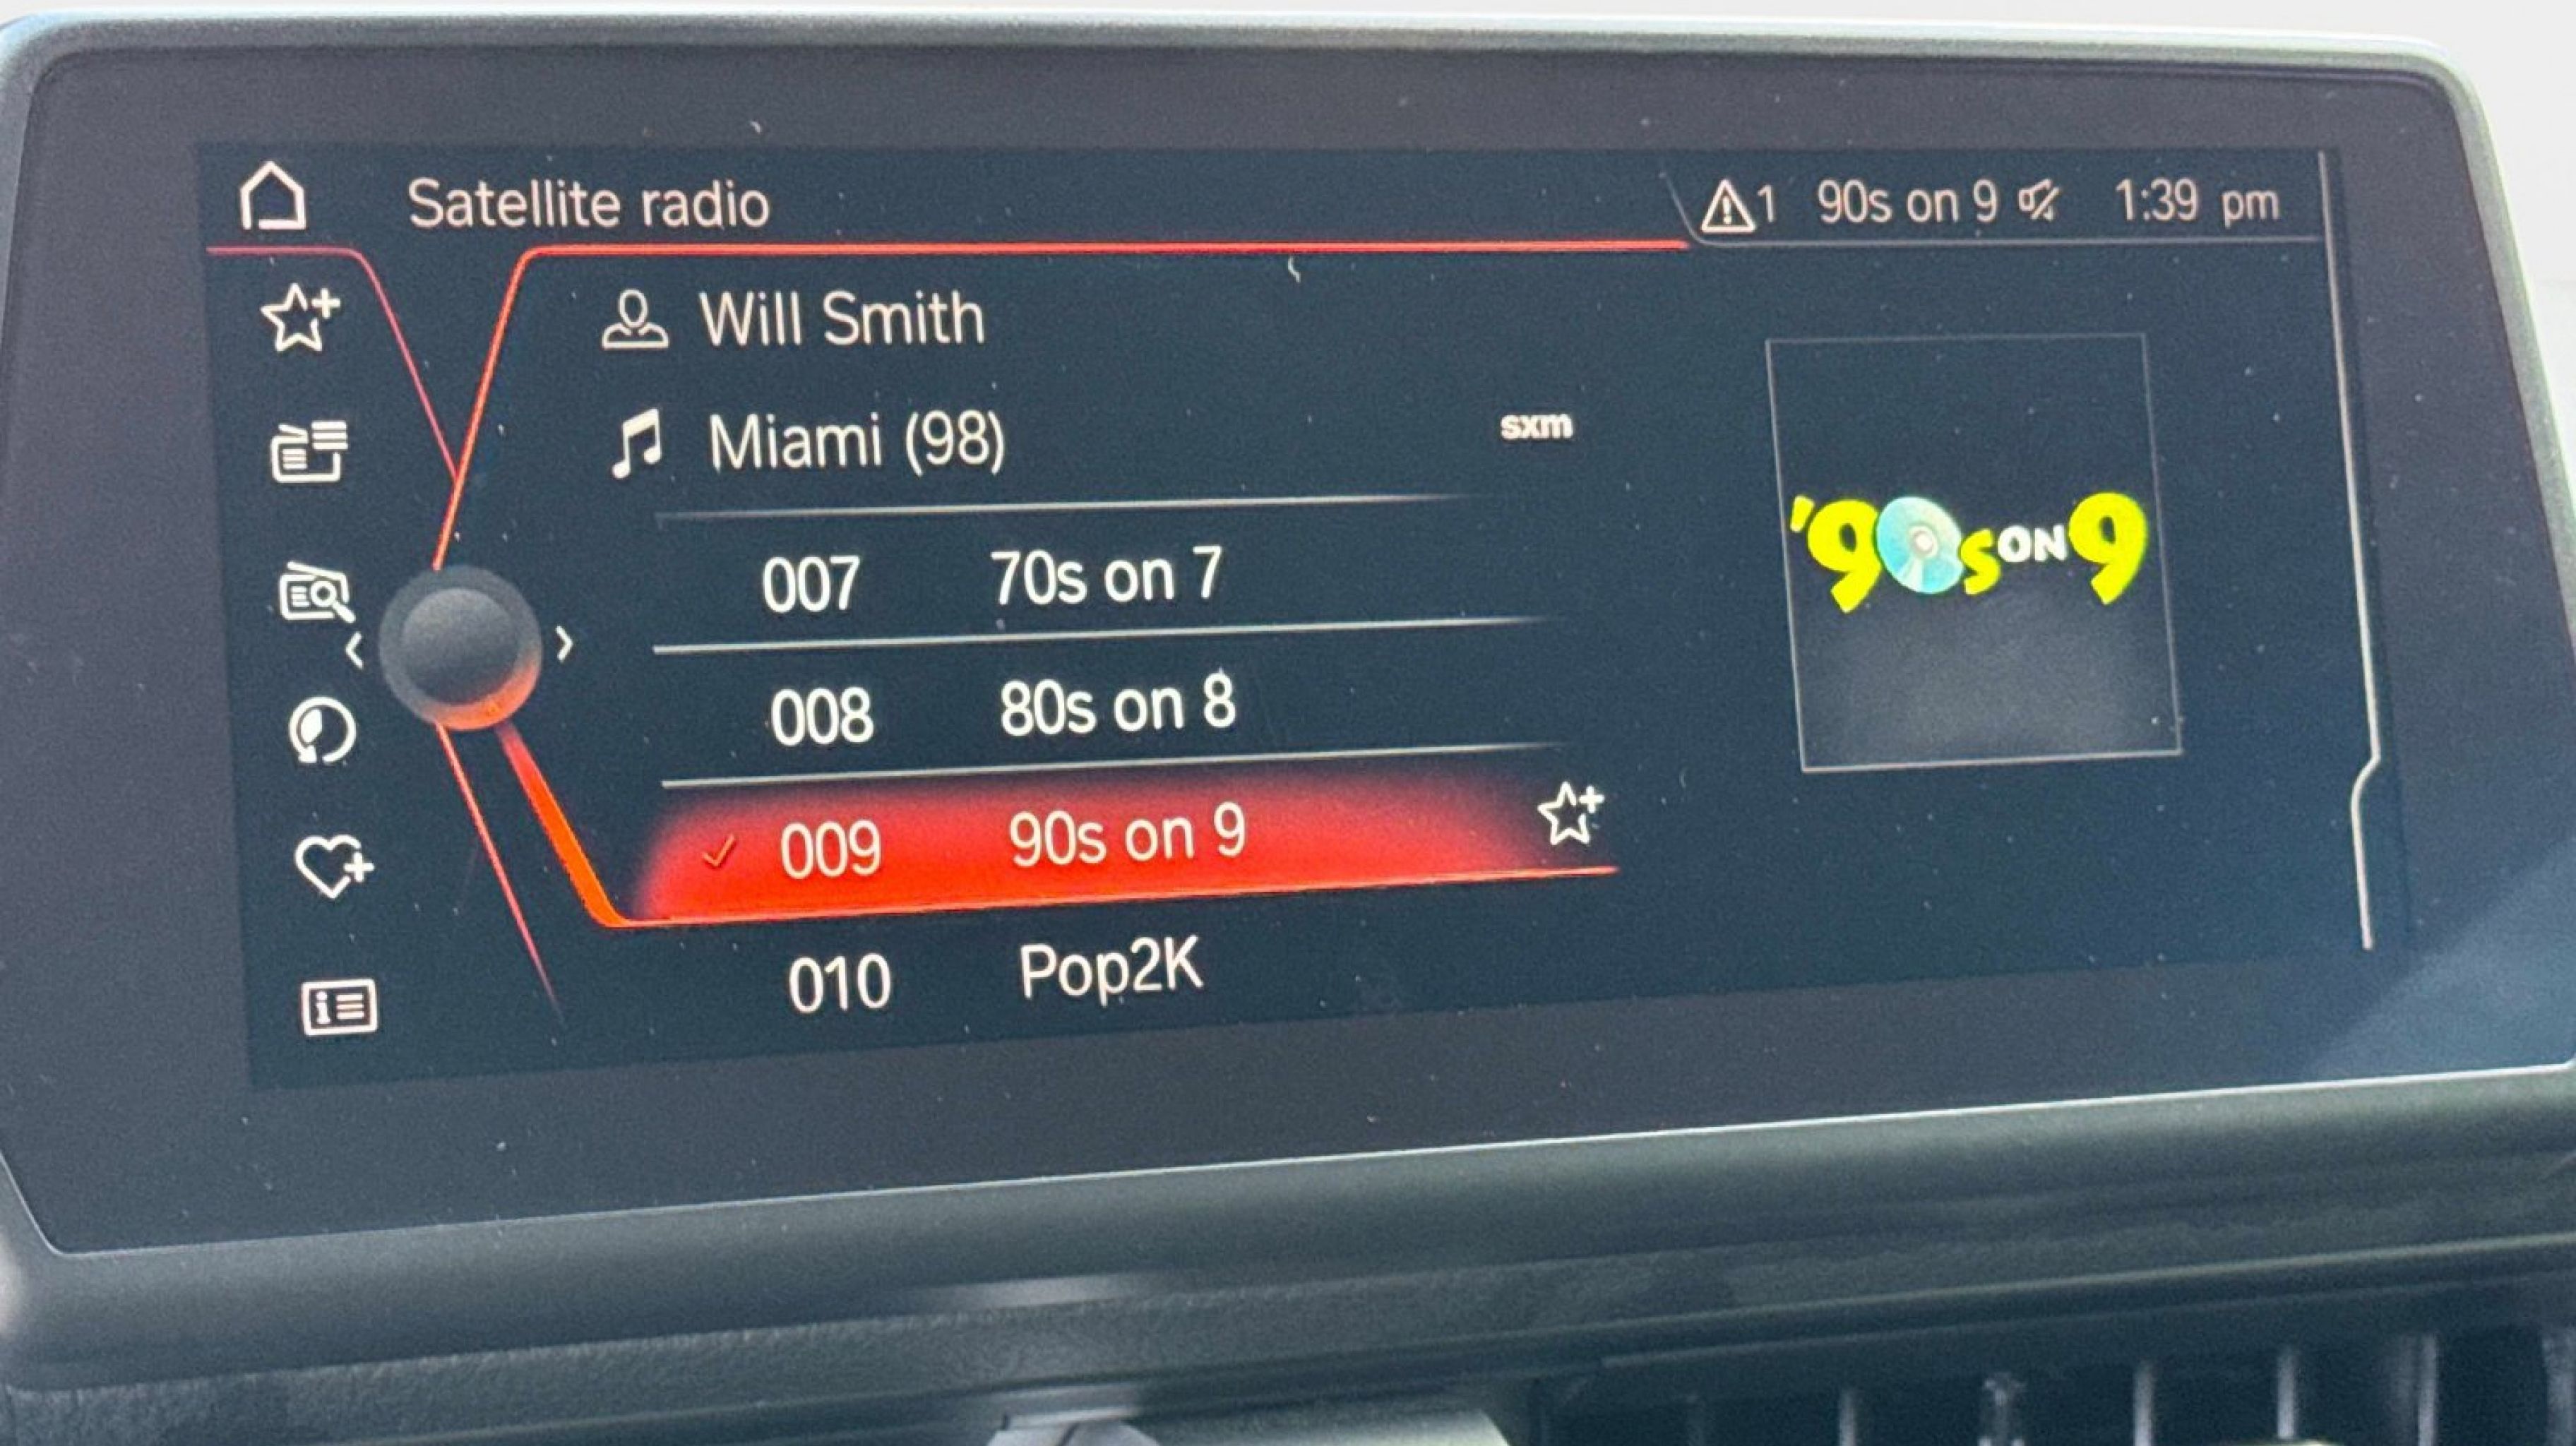 Satellite radio
1 90s on 9 1:39 pm
Will Smith
Miami (98)
sxm
007 70s on 7
008 80s on 8
009 90s on 9
010 Pop2K
'90s ON 9